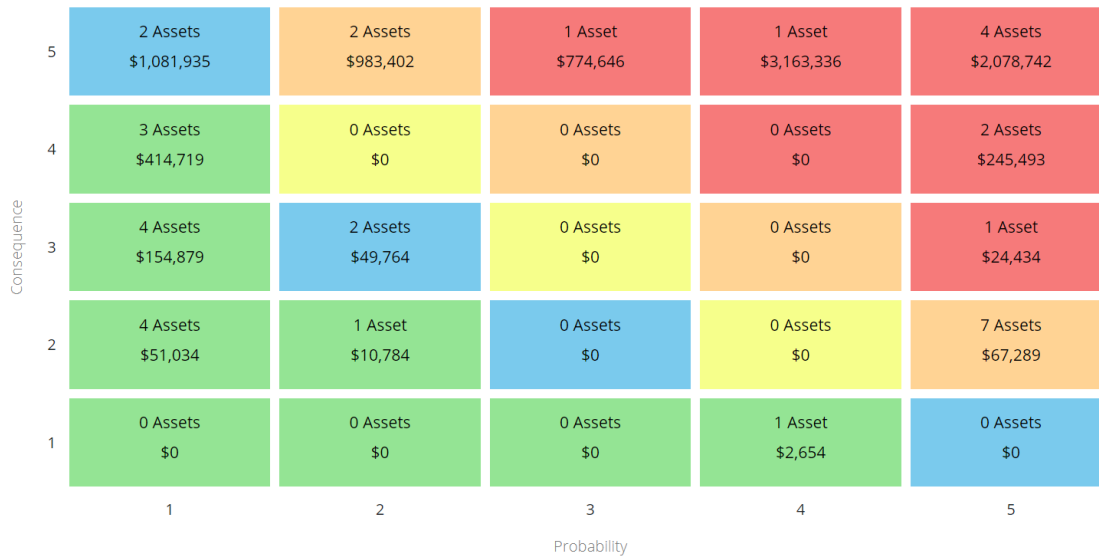 5
2 Assets
$1,081,935
2 Assets
$983,402
1 Asset
$774,646
1 Asset
$3,163,336
4 Assets
$2,078,742
4
3 Assets
$414,719
0 Assets
$0
0 Assets
$0
0 Assets
$0
2 Assets
$245,493
Consequence
3
4 Assets
$154,879
2 Assets
$49,764
0 Assets
$0
0 Assets
$0
1 Asset
$24,434
2
4 Assets
$51,034
1 Asset
$10,784
0 Assets
$0
0 Assets
$0
7 Assets
$67,289
1
0 Assets
$0
0 Assets
$0
0 Assets
$0
1 Asset
$2,654
0 Assets
$0
1 2 3 4 5
Probability